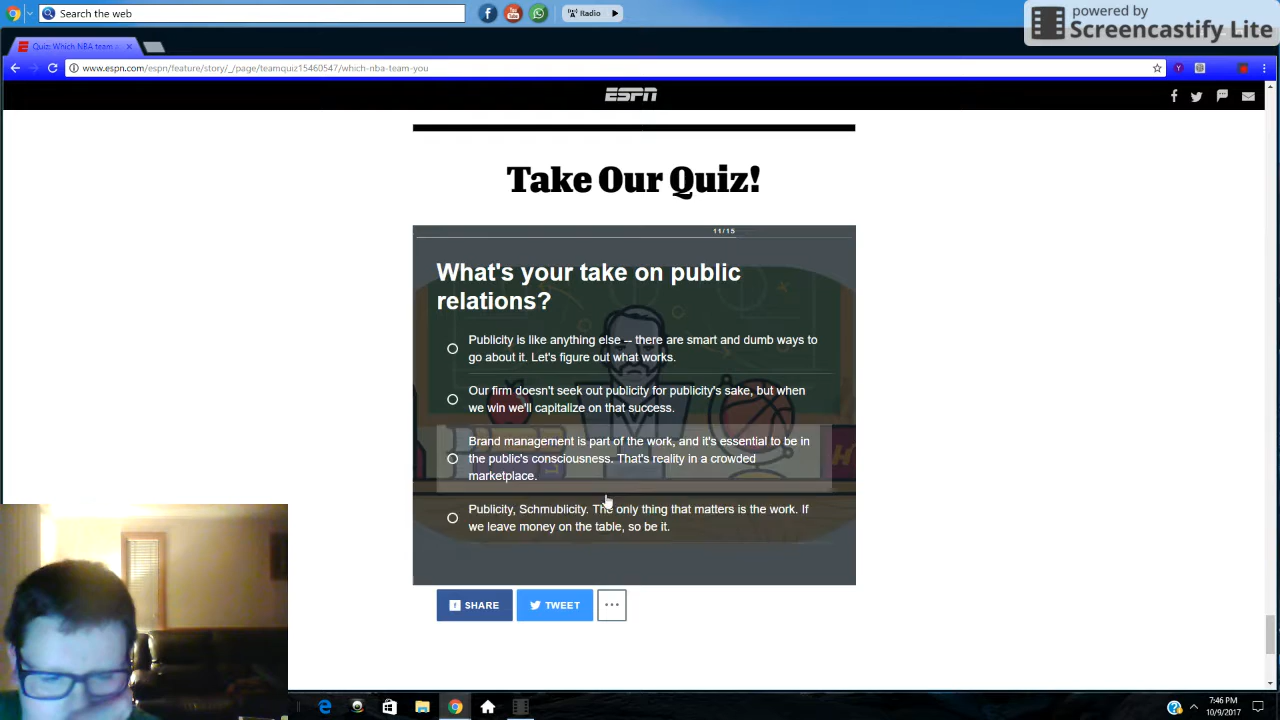 powered by
Screencastify Lite
Search the web
Radio
Quiz: Which NBA team
www.espn.com/espn/feature/story/_/page/teamquiz15460547/which-nba-team-you
ESPN
Take Our Quiz!
11/15
What's your take on public
relations?
Publicity is like anything else -- there are smart and dumb ways to
go about it. Let's figure out what works.
Our firm doesn't seek out publicity for publicity's sake, but when
we win we'll capitalize on that success.
Brand management is part of the work, and it's essential to be in
the public's consciousness. That's reality in a crowded
marketplace.
Publicity, Schmublicity. The only thing that matters is the work. If
we leave money on the table, so be it.
SHARE
TWEET
7:46 PM
10/9/2017